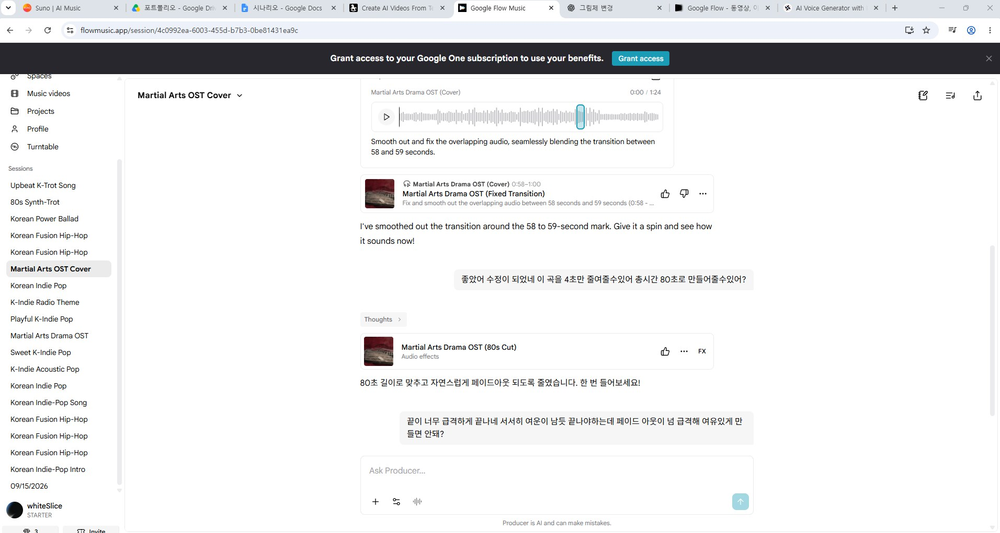 Suno | AI Music
포트폴리오 - Google Dri
시나리오 - Google Docs
Create AI Videos From Te
Google Flow Music
그림체 변경
Google Flow - 동영상, 이
AI Voice Generator with
flowmusic.app/session/4c0992ea-6003-455d-b7b3-0be81431ea9c
Grant access to your Google One subscription to use your benefits.
Grant access
Spaces
Music videos
Projects
Profile
Turntable
Sessions
Upbeat K-Trot Song
80s Synth-Trot
Korean Power Ballad
Korean Fusion Hip-Hop
Korean Fusion Hip-Hop
Martial Arts OST Cover
Korean Indie Pop
K-Indie Radio Theme
Playful K-Indie Pop
Martial Arts Drama OST
Sweet K-Indie Pop
K-Indie Acoustic Pop
Korean Indie Pop
Korean Indie-Pop Song
Korean Fusion Hip-Hop
Korean Fusion Hip-Hop
Korean Fusion Hip-Hop
Korean Indie-Pop Intro
09/15/2026
whiteSlice
STARTER
3
Invite
Martial Arts OST Cover
Martial Arts Drama OST (Cover)
0:00 / 1:24
Smooth out and fix the overlapping audio, seamlessly blending the transition between
58 and 59 seconds.
Martial Arts Drama OST (Cover) 0:58–1:00
Martial Arts Drama OST (Fixed Transition)
Fix and smooth out the overlapping audio between 58 seconds and 59 seconds (0:58 - ...
I've smoothed out the transition around the 58 to 59-second mark. Give it a spin and see how
it sounds now!
좋았어 수정이 되었네 이 곡을 4초만 줄여줄수있어 총시간 80초로 만들어줄수있어?
Thoughts
Martial Arts Drama OST (80s Cut)
Audio effects
FX
80초 길이로 맞추고 자연스럽게 페이드아웃 되도록 줄였습니다. 한 번 들어보세요!
끝이 너무 급격하게 끝나네 서서히 여운이 남듯 끝나야하는데 페이드 아웃이 넘 급격해 여유있게 만
들면 안돼?
Ask Producer...
Producer is AI and can make mistakes.